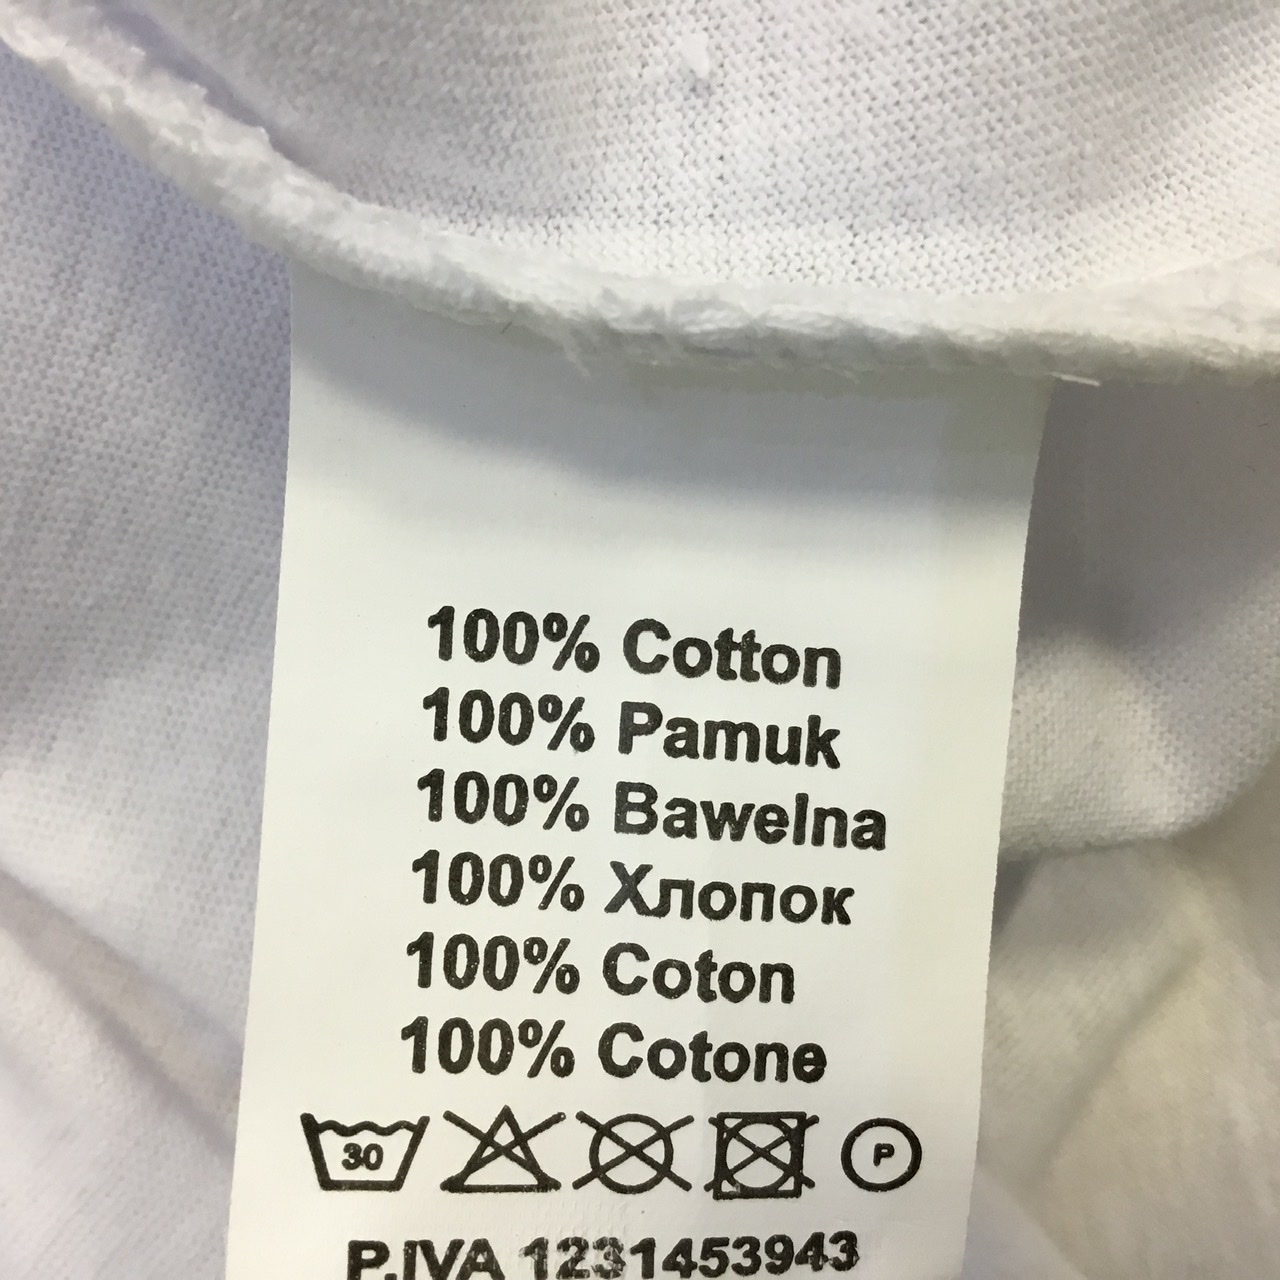 100% Cotton
100% Pamuk
100% Bawelna
100% Хлопок
100% Coton
100% Cotone
30 P
P.IVA 1231453943